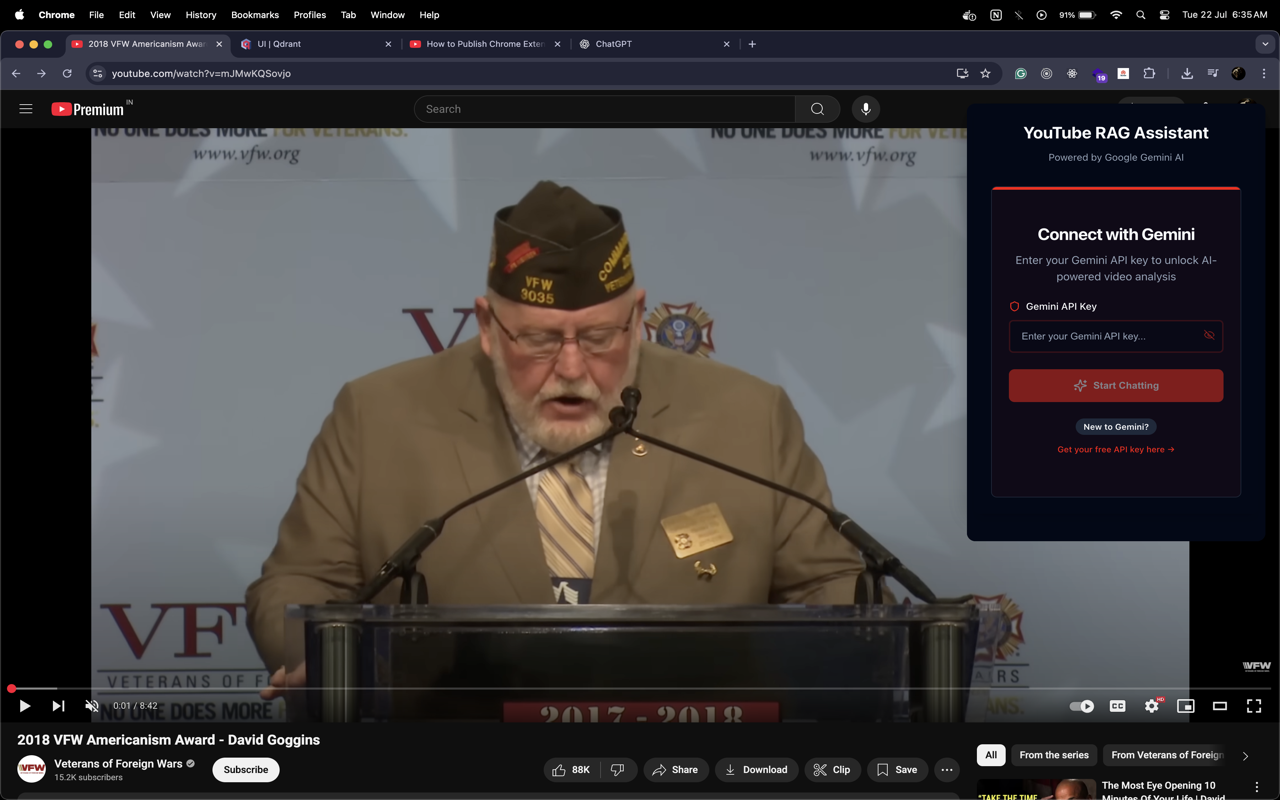 Chrome File Edit View History Bookmarks Profiles Tab Window Help
91% Tue 22 Jul 6:35 AM
2018 VFW Americanism Awar
UI | Qdrant
How to Publish Chrome Exten
ChatGPT
youtube.com/watch?v=mJMwKQSovjo
19
Premium IN
Search
NO ONE DOES MORE FOR VETERANS.
www.vfw.org
NO ONE DOES MORE FOR VETE
www.vfw.org
YouTube RAG Assistant
Powered by Google Gemini AI
Connect with Gemini
Enter your Gemini API key to unlock AI-
powered video analysis
Gemini API Key
Enter your Gemini API key...
Start Chatting
New to Gemini?
Get your free API key here →
VFW
3035
V
VF
VETERANS OF F
NO ONE DOES MORE
ARS
ANS.
VFW
2017 - 2018
0:01 / 8:42
CC
HD
2018 VFW Americanism Award - David Goggins
VFW
Veterans of Foreign Wars
15.2K subscribers
Subscribe
88K
Share
Download
Clip
Save
All
From the series
From Veterans of Foreign
"TAKE THE TIME
The Most Eye Opening 10
Minutes Of Your Life | David